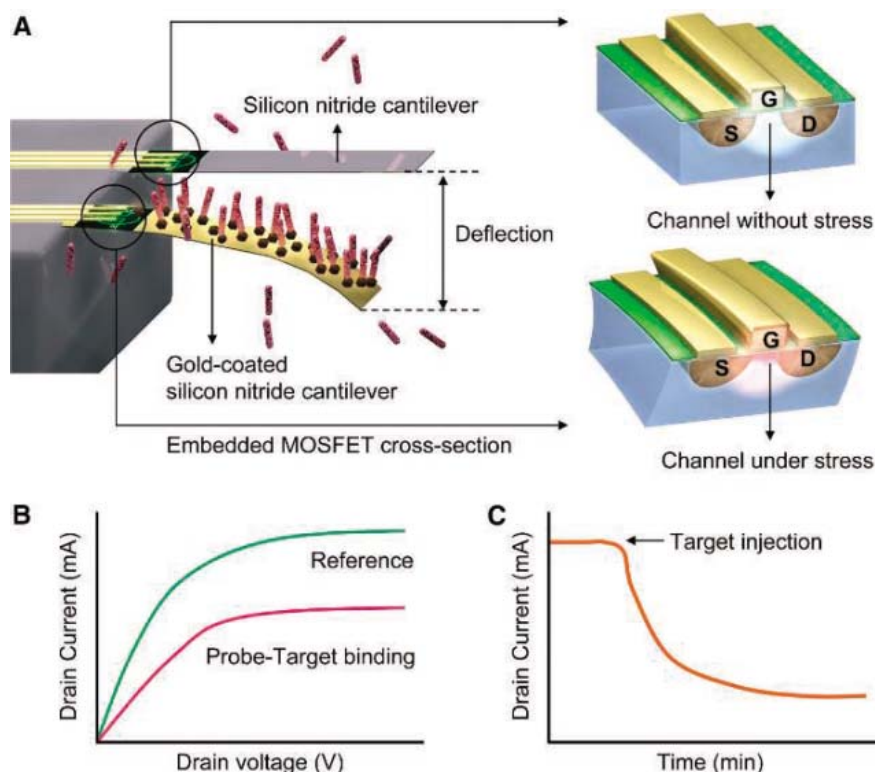 A
Silicon nitride cantilever
G
S
D
Channel without stress
Deflection
Gold-coated
silicon nitride cantilever
G
S
D
Embedded MOSFET cross-section
Channel under stress
B
Drain Current (mA)
Reference
Probe-Target binding
Drain voltage (V)
C
Drain Current (mA)
Target injection
Time (min)